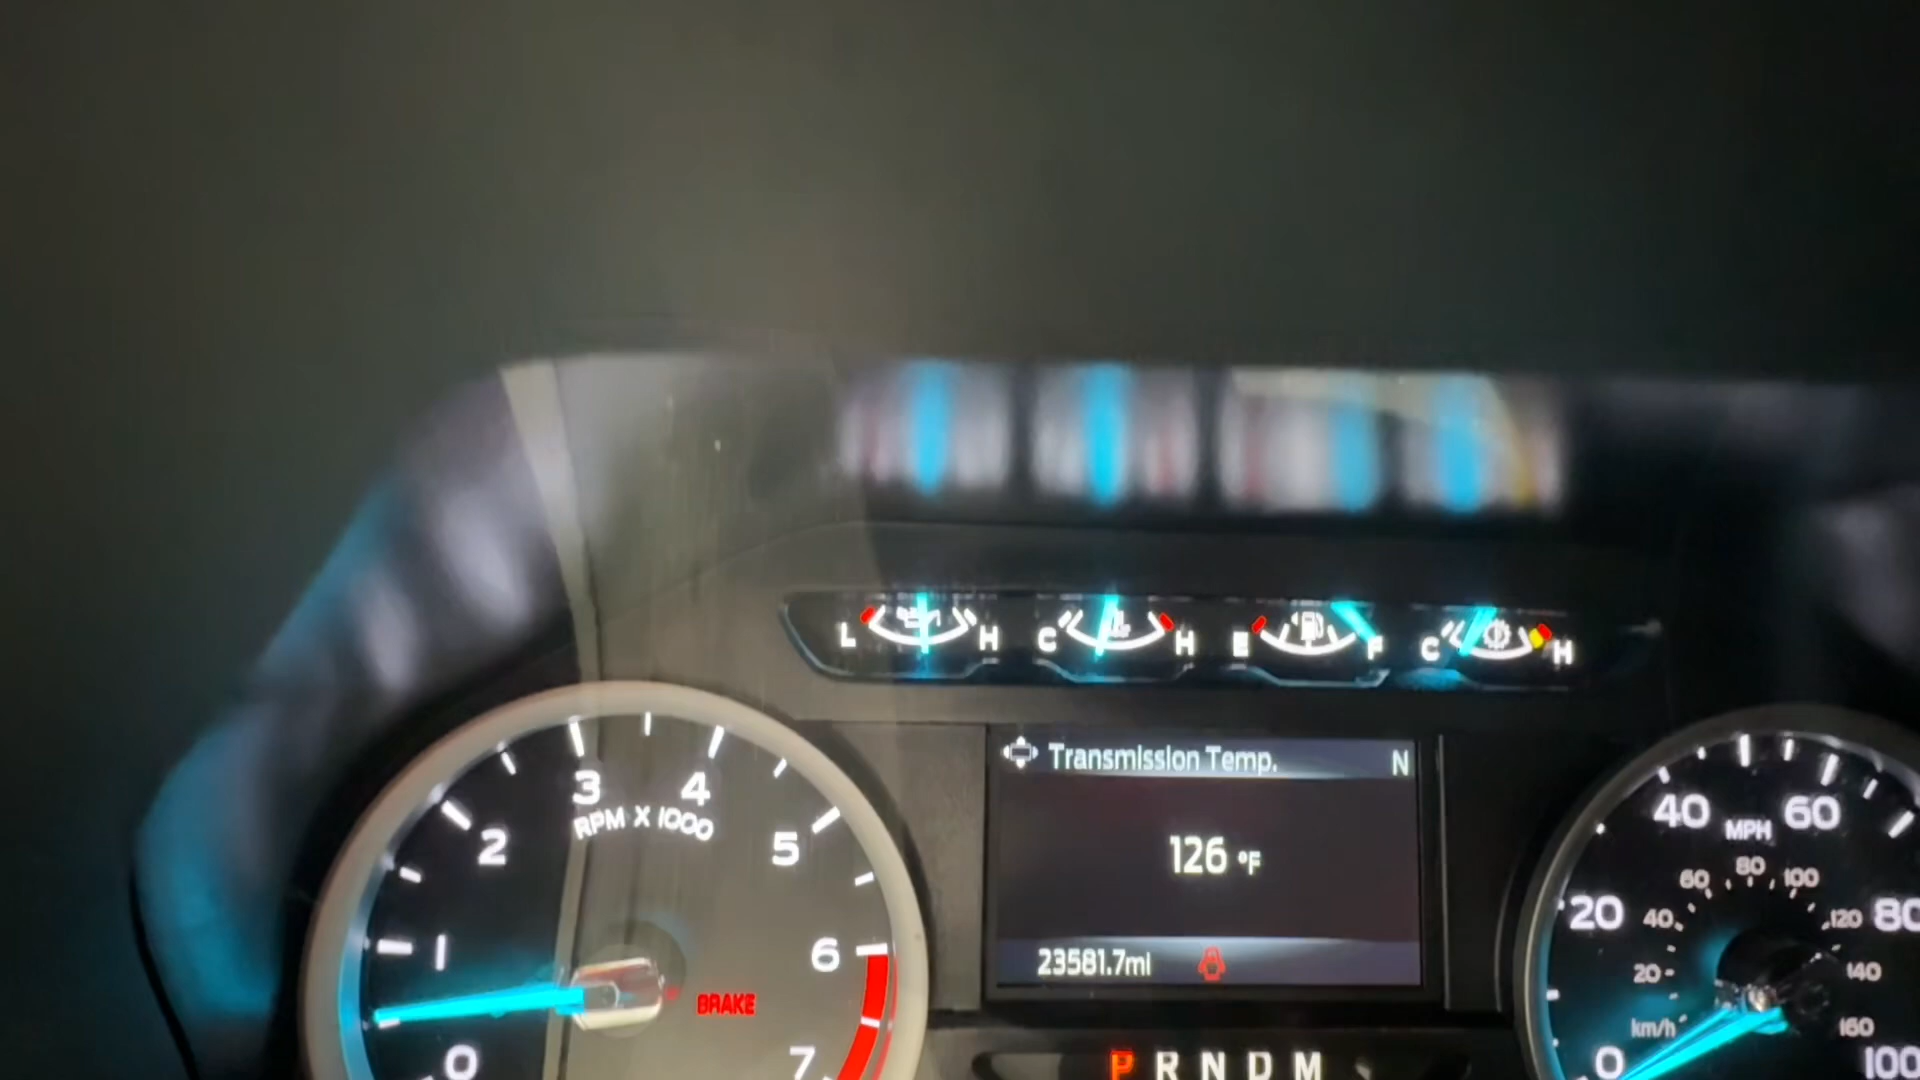 L H C H E F C H
Transmission Temp. N
126 °F
23581.7mi
0 1 2 3 4 5 6 7
RPM X 1000
BRAKE
P R N D M
0 20 40 60 80 100
MPH
20 40 60 80 100 120 140 160
km/h